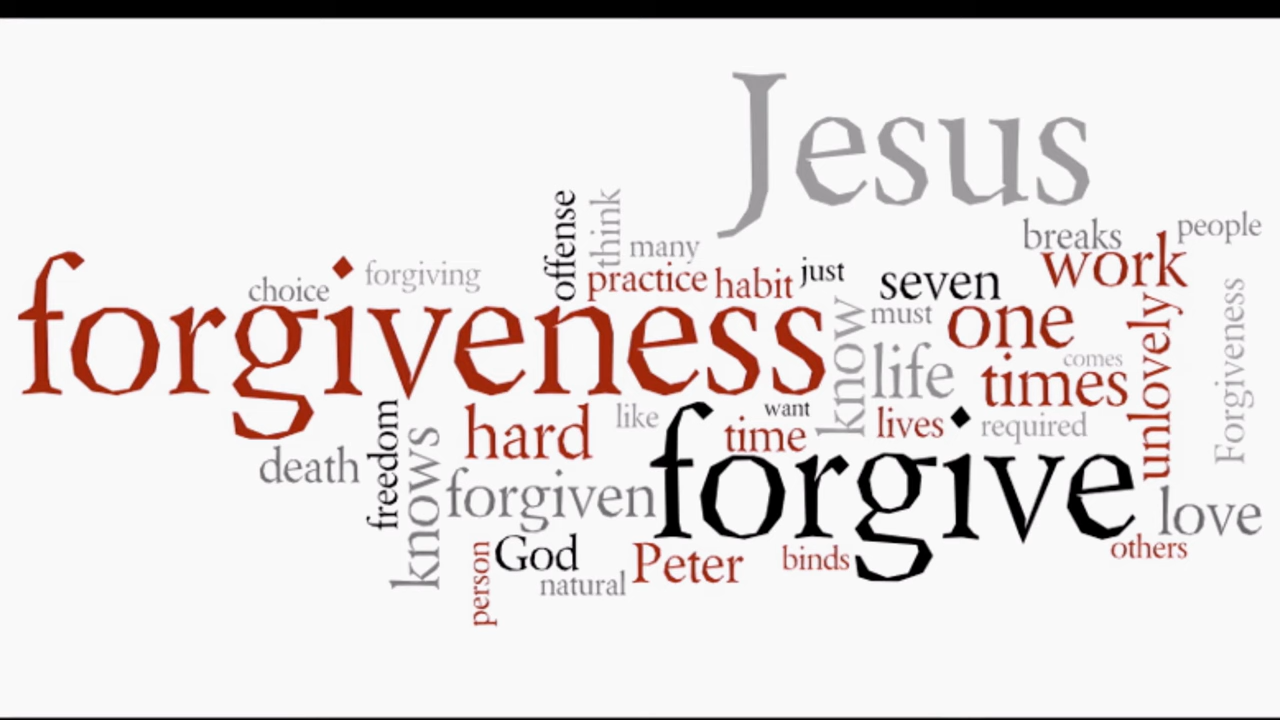 Jesus
offense
think
many
breaks
people
choice
forgiving
practice
habit
just
seven
work
forgiveness
know
must
one
unlovely
Forgiveness
life
comes
times
freedom
hard
like
want
time
lives
required
death
knows
forgiven
forgive
love
person
God
natural
Peter
binds
others